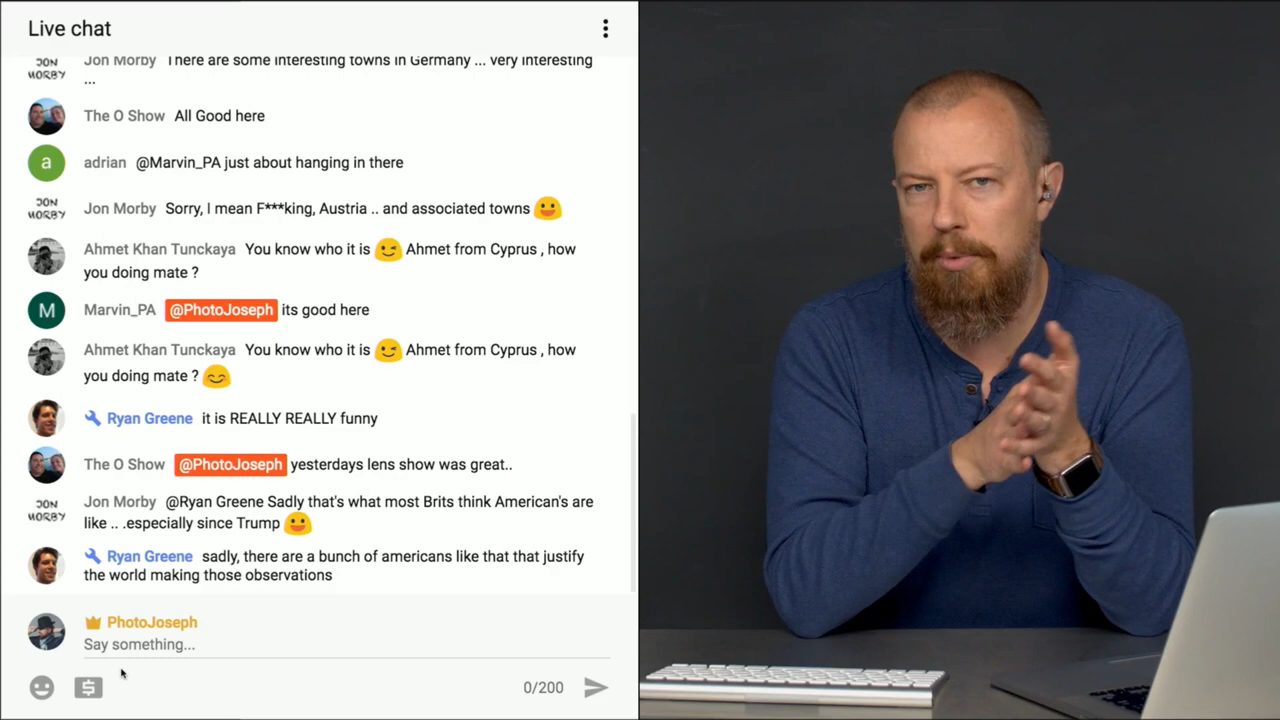 Live chat
JON MORBY
Jon Morby There are some interesting towns in Germany ... very interesting
...
The O Show All Good here
a
adrian @Marvin_PA just about hanging in there
JON MORBY
Jon Morby Sorry, I mean F***king, Austria .. and associated towns
Ahmet Khan Tunckaya You know who it is Ahmet from Cyprus , how
you doing mate ?
M
Marvin_PA @PhotoJoseph its good here
Ahmet Khan Tunckaya You know who it is Ahmet from Cyprus , how
you doing mate ?
Ryan Greene it is REALLY REALLY funny
The O Show @PhotoJoseph yesterdays lens show was great..
JON MORBY
Jon Morby @Ryan Greene Sadly that's what most Brits think American's are
like .. .especially since Trump
Ryan Greene sadly, there are a bunch of americans like that that justify
the world making those observations
PhotoJoseph
Say something...
$
0/200